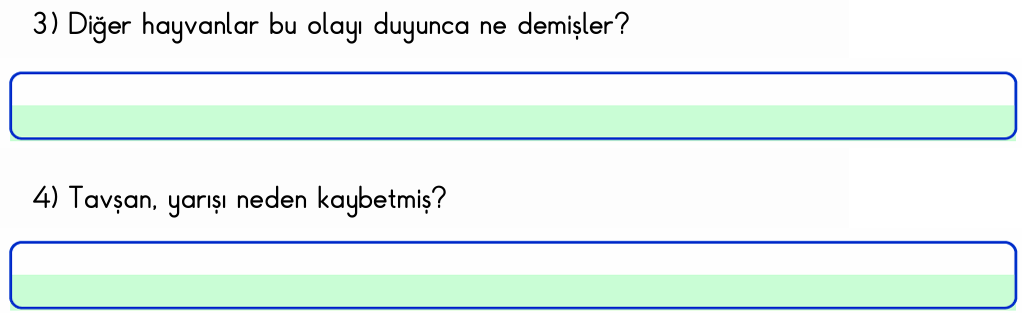 3) Diğer hayvanlar bu olayı duyunca ne demişler?
4) Tavşan, yarışı neden kaybetmiş?